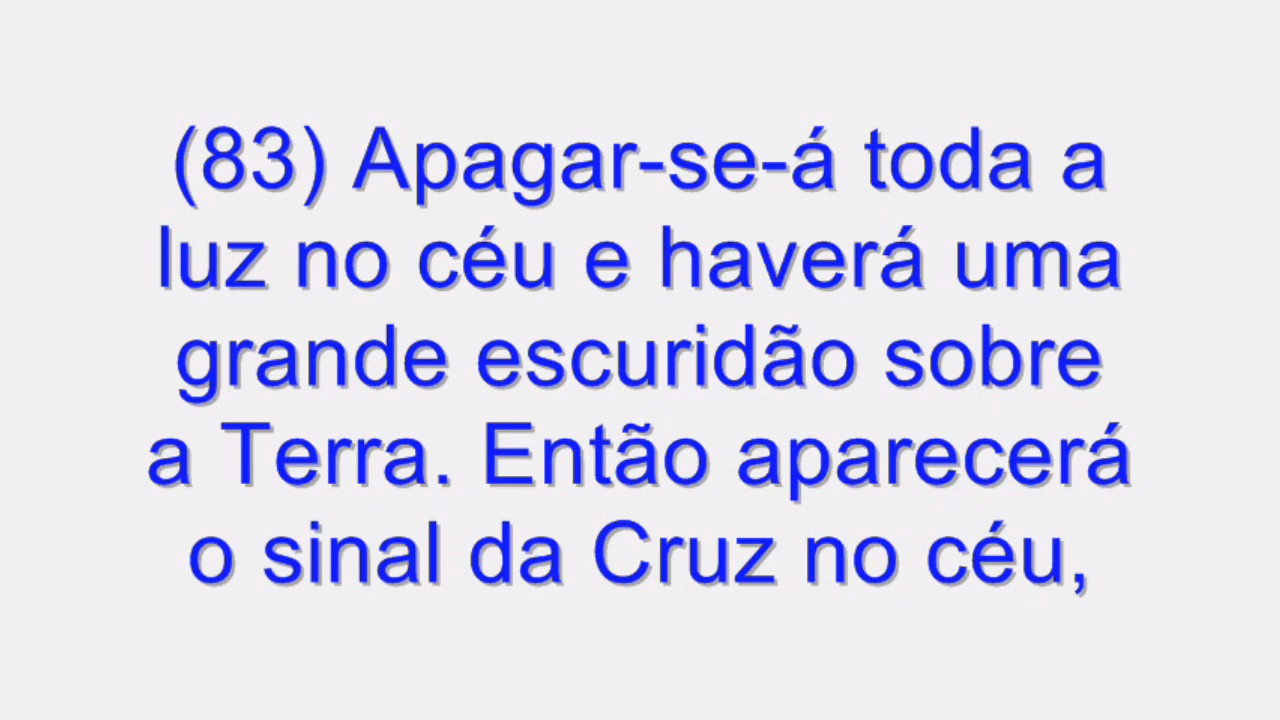 (83) Apagar-se-á toda a
luz no céu e haverá uma
grande escuridão sobre
a Terra. Então aparecerá
o sinal da Cruz no céu,